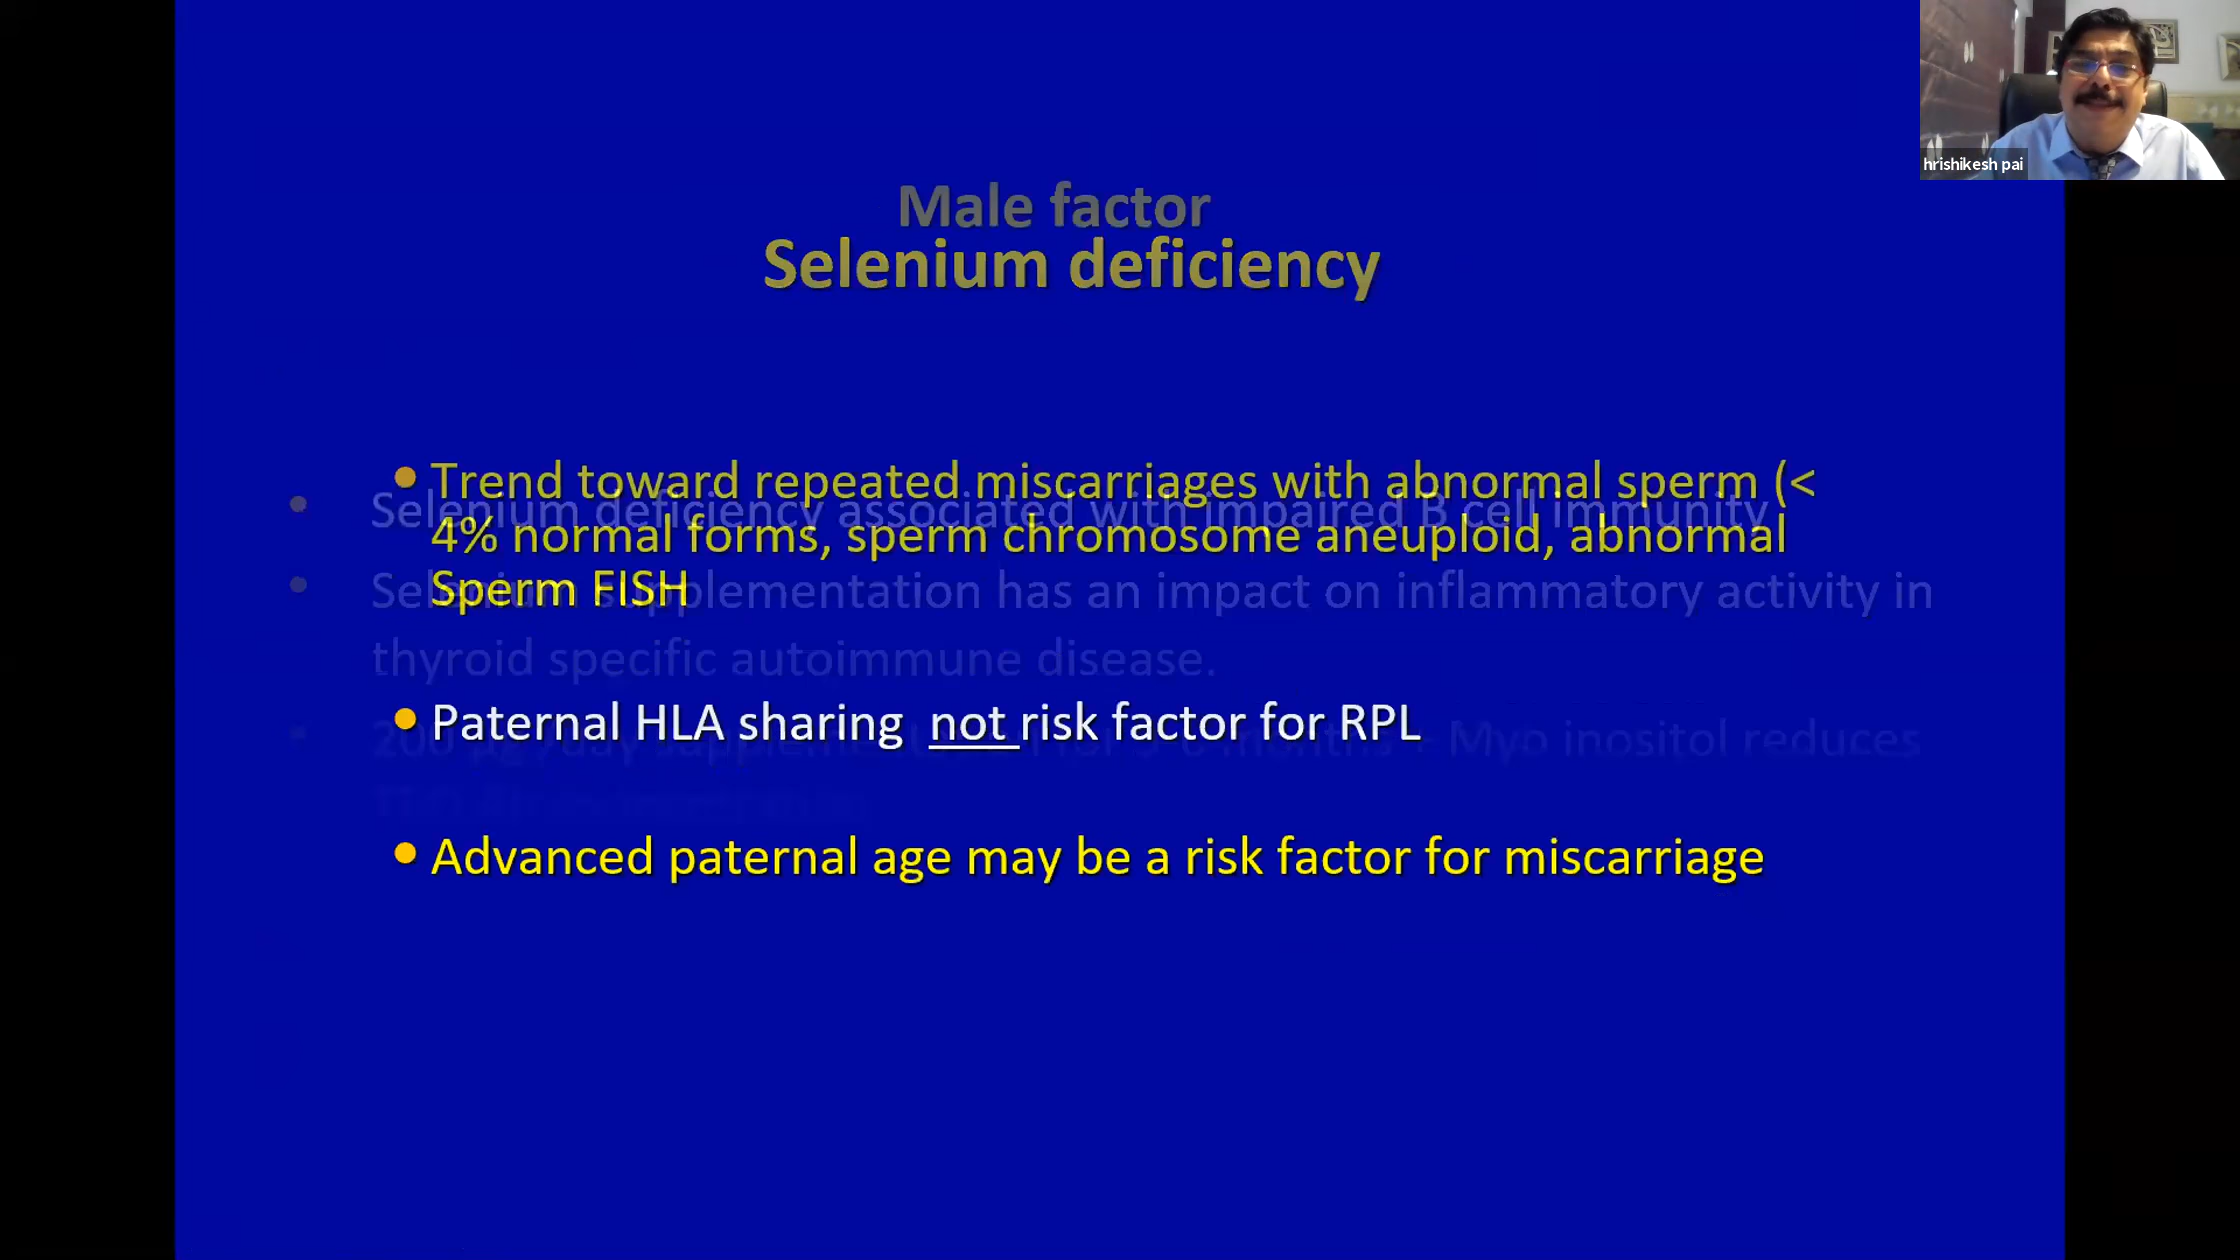 hrishikesh pai
Male factor
Selenium deficiency
• Trend toward repeated miscarriages with abnormal sperm (<
4% normal forms, sperm chromosome aneuploid, abnormal
Sperm FISH
• Selenium deficiency associated with impaired B cell immunity
• Selenium supplementation has an impact on inflammatory activity in
thyroid specific autoimmune disease.
• Paternal HLA sharing not risk factor for RPL
months + Myo inositol reduces
• Advanced paternal age may be a risk factor for miscarriage